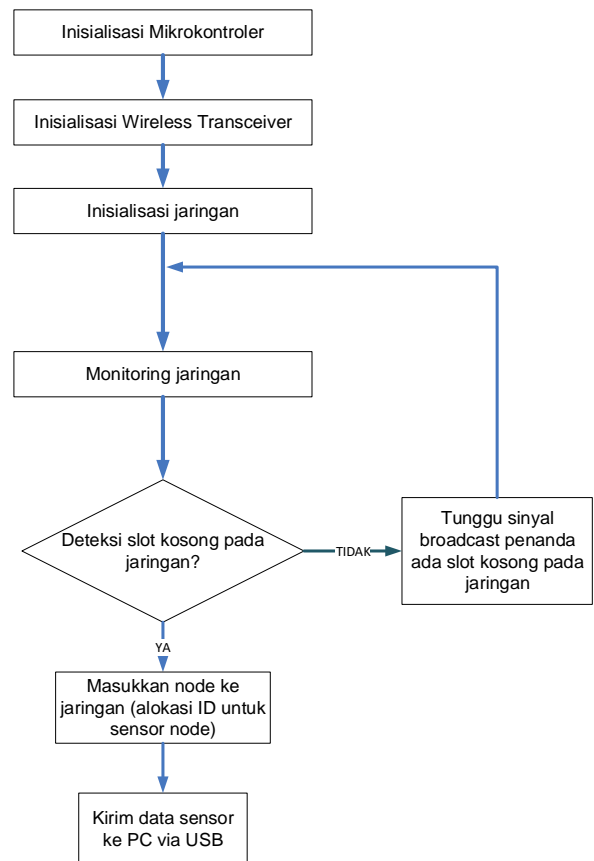 Inisialisasi Mikrokontroler
Inisialisasi Wireless Transceiver
Inisialisasi jaringan
Monitoring jaringan
Deteksi slot kosong pada
jaringan?
TIDAK
Tunggu sinyal
broadcast penanda
ada slot kosong pada
jaringan
YA
Masukkan node ke
jaringan (alokasi ID untuk
sensor node)
Kirim data sensor
ke PC via USB